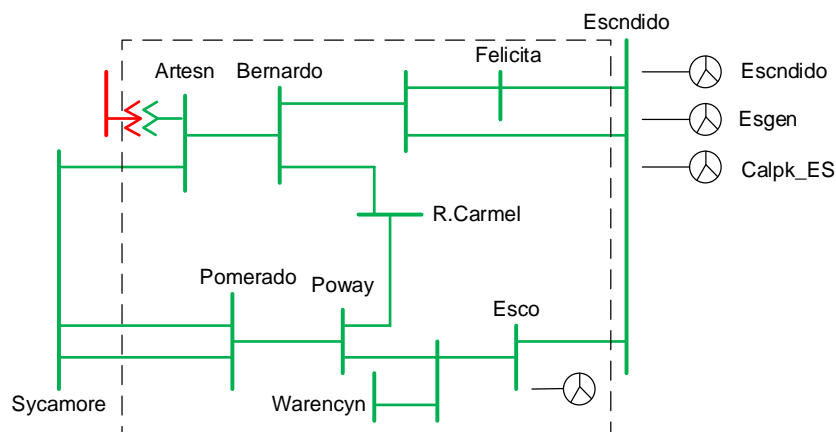 Escndido
Artesn
Bernardo
Felicita
Escndido
Esgen
Calpk_ES
R.Carmel
Pomerado
Poway
Esco
Sycamore
Warencyn